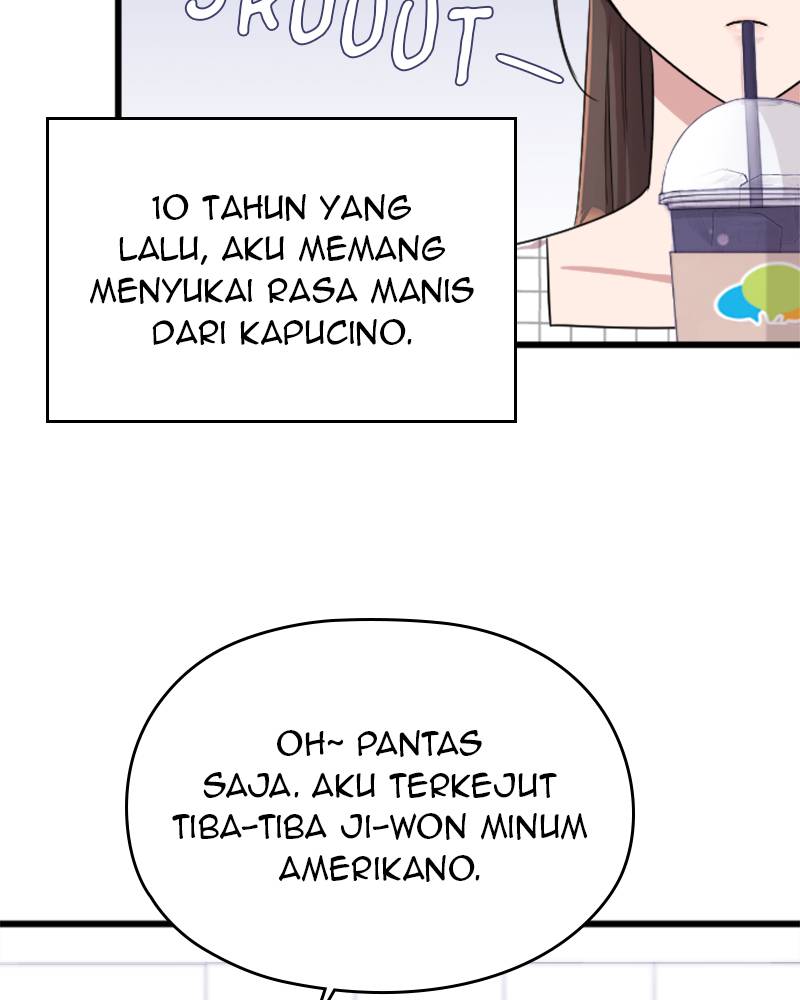 SRUUUT
10 TAHUN YANG
LALU, AKU MEMANG
MENYUKAI RASA MANIS
DARI KAPUCINO.
OH~ PANTAS
SAJA. AKU TERKEJUT
TIBA-TIBA JI-WON MINUM
AMERIKANO.